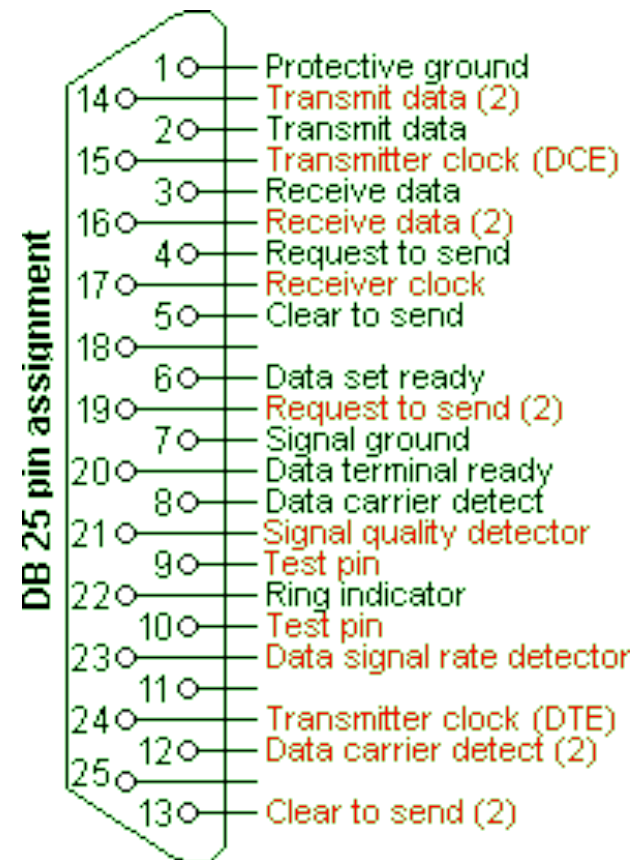 DB 25 pin assignment
1 Protective ground
14 Transmit data (2)
2 Transmit data
15 Transmitter clock (DCE)
3 Receive data
16 Receive data (2)
4 Request to send
17 Receiver clock
5 Clear to send
18
6 Data set ready
19 Request to send (2)
7 Signal ground
20 Data terminal ready
8 Data carrier detect
21 Signal quality detector
9 Test pin
22 Ring indicator
10 Test pin
23 Data signal rate detector
11
24 Transmitter clock (DTE)
12 Data carrier detect (2)
25
13 Clear to send (2)